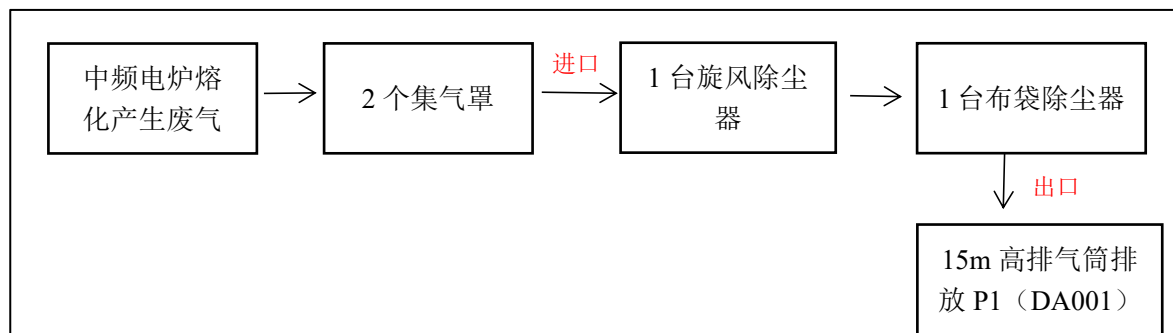 中频电炉熔
化产生废气
2 个集气罩
进口
1 台旋风除尘
器
1 台布袋除尘器
出口
15m 高排气筒排
放 P1（DA001）